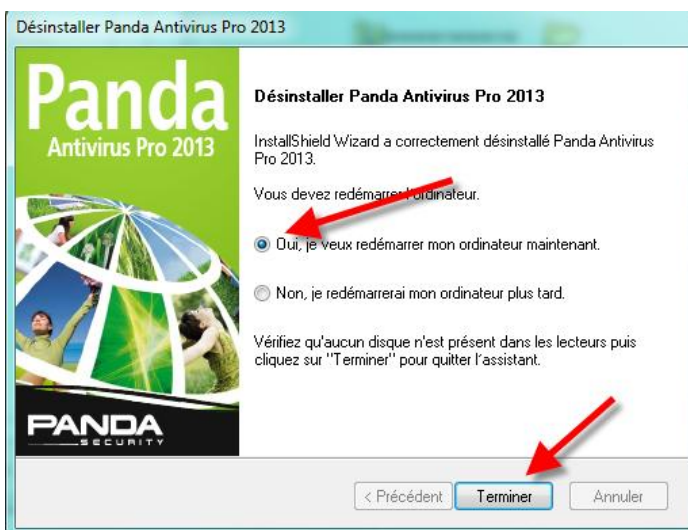 Désinstaller Panda Antivirus Pro 2013
Panda
Antivirus Pro 2013
PANDA
SECURITY
Désinstaller Panda Antivirus Pro 2013
InstallShield Wizard a correctement désinstallé Panda Antivirus
Pro 2013.
Vous devez redémarrer l'ordinateur.
Oui, je veux redémarrer mon ordinateur maintenant.
Non, je redémarrerai mon ordinateur plus tard.
Vérifiez qu'aucun disque n'est présent dans les lecteurs puis
cliquez sur "Terminer" pour quitter l'assistant.
< Précédent Terminer Annuler